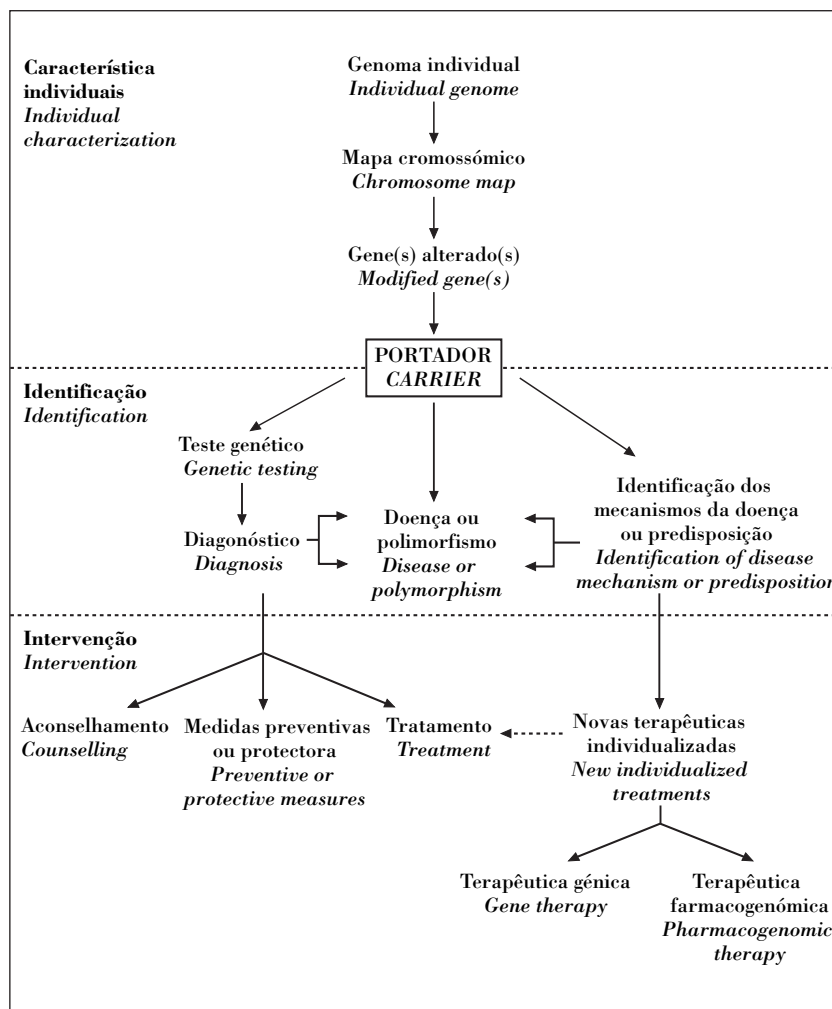 Característica
individuais
Individual
characterization
Genoma individual
Individual genome
Mapa cromossómico
Chromosome map
Gene(s) alterado(s)
Modified gene(s)
PORTADOR
CARRIER
Identificação
Identification
Teste genético
Genetic testing
Diagonóstico
Diagnosis
Doença ou
polimorfismo
Disease or
polymorphism
Identificação dos
mecanismos da doença
ou predisposição
Identification of disease
mechanism or predisposition
Intervenção
Intervention
Aconselhamento
Counselling
Medidas preventivas
ou protectora
Preventive or
protective measures
Tratamento
Treatment
Novas terapêuticas
individualizadas
New individualized
treatments
Terapêutica génica
Gene therapy
Terapêutica
farmacogenómica
Pharmacogenomic
therapy